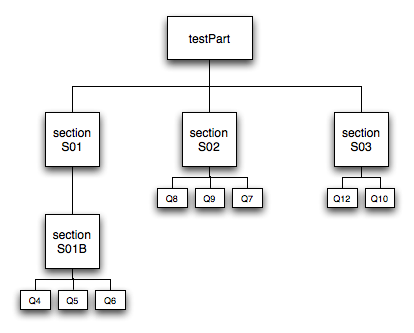 testPart
section
S01
section
S02
section
S03
Q8
Q9
Q7
Q12
Q10
section
S01B
Q4
Q5
Q6